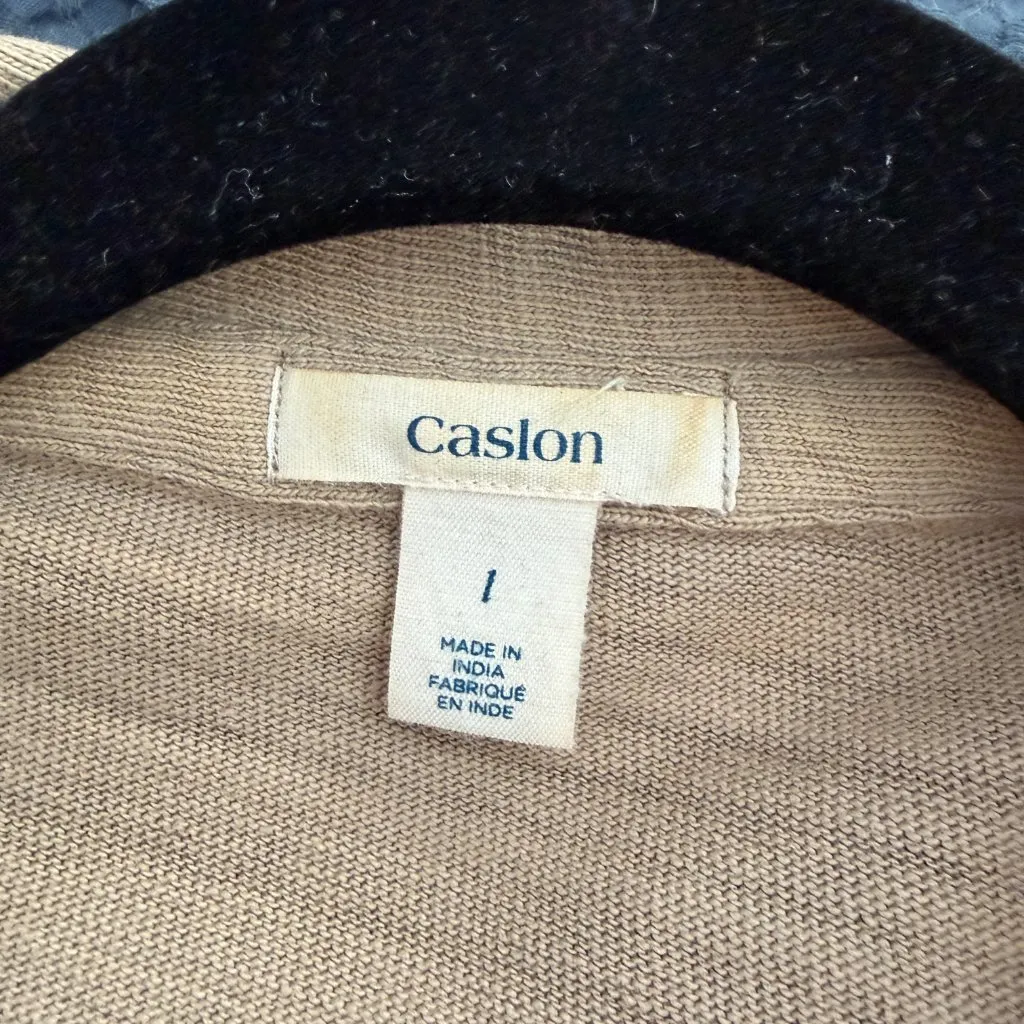 Caslon
l
MADE IN
INDIA
FABRIQUÉ
EN INDE